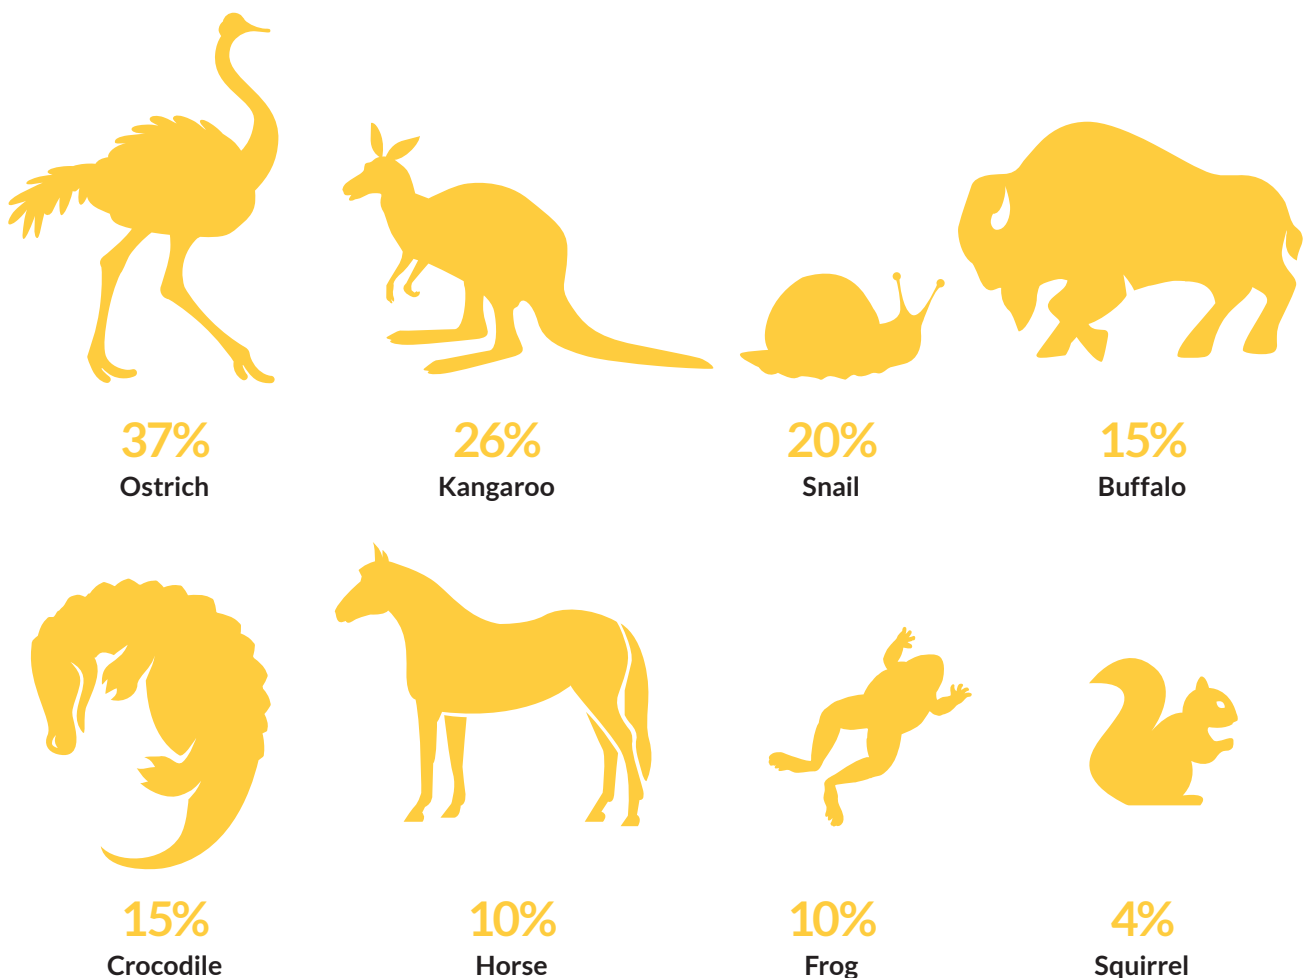 37% 26% 20% 15%
Ostrich Kangaroo Snail Buffalo
15% 10% 10% 4%
Crocodile Horse Frog Squirrel